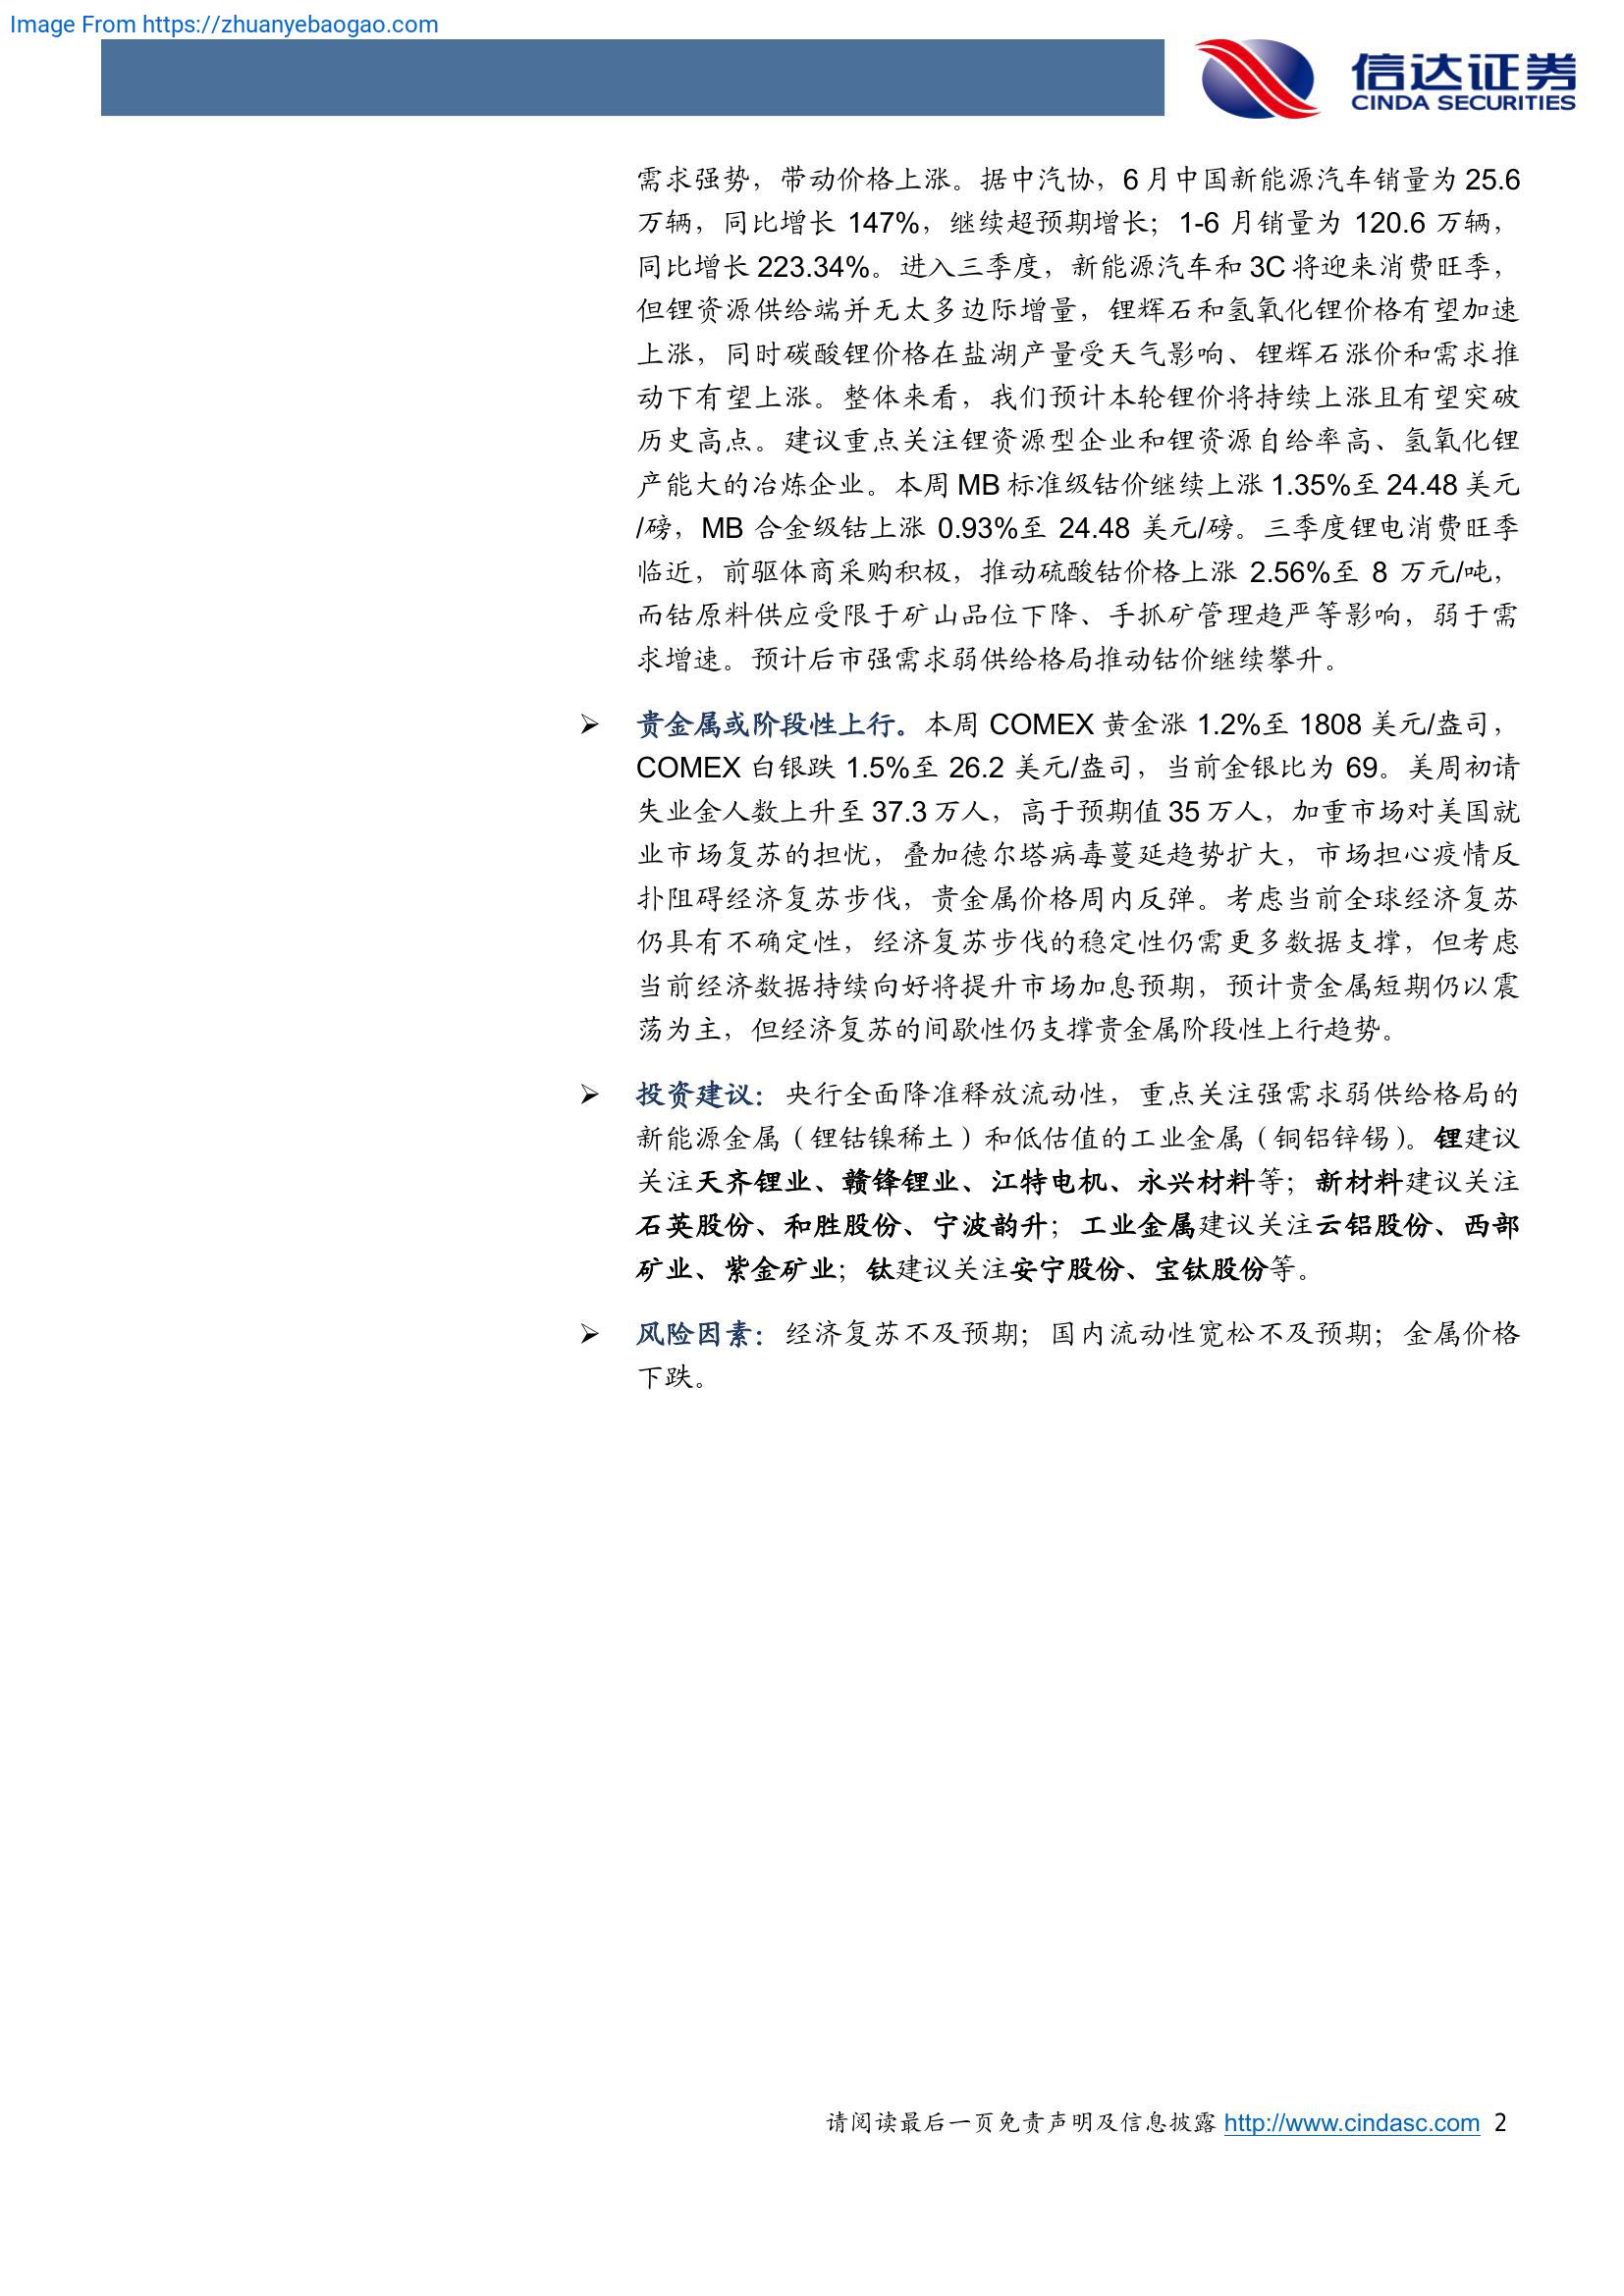 Image From https://zhuanyebaogao.com
信达证券
CINDA SECURITIES
需求强势，带动价格上涨。据中汽协，6 月中国新能源汽车销量为 25.6
万辆，同比增长 147%，继续超预期增长；1-6 月销量为 120.6 万辆，
同比增长 223.34%。进入三季度，新能源汽车和 3C 将迎来消费旺季，
但锂资源供给端并无太多边际增量，锂辉石和氢氧化锂价格有望加速
上涨，同时碳酸锂价格在盐湖产量受天气影响、锂辉石涨价和需求推
动下有望上涨。整体来看，我们预计本轮锂价将持续上涨且有望突破
历史高点。建议重点关注锂资源型企业和锂资源自给率高、氢氧化锂
产能大的冶炼企业。本周 MB 标准级钴价继续上涨 1.35%至 24.48 美元
/磅，MB 合金级钴上涨 0.93%至 24.48 美元/磅。三季度锂电消费旺季
临近，前驱体商采购积极，推动硫酸钴价格上涨 2.56%至 8 万元/吨，
而钴原料供应受限于矿山品位下降、手抓矿管理趋严等影响，弱于需
求增速。预计后市强需求弱供给格局推动钴价继续攀升。
➢ 贵金属或阶段性上行。本周 COMEX 黄金涨 1.2%至 1808 美元/盎司，
COMEX 白银跌 1.5%至 26.2 美元/盎司，当前金银比为 69。美周初请
失业金人数上升至 37.3 万人，高于预期值 35 万人，加重市场对美国就
业市场复苏的担忧，叠加德尔塔病毒蔓延趋势扩大，市场担心疫情反
扑阻碍经济复苏步伐，贵金属价格周内反弹。考虑当前全球经济复苏
仍具有不确定性，经济复苏步伐的稳定性仍需更多数据支撑，但考虑
当前经济数据持续向好将提升市场加息预期，预计贵金属短期仍以震
荡为主，但经济复苏的间歇性仍支撑贵金属阶段性上行趋势。
➢ 投资建议：央行全面降准释放流动性，重点关注强需求弱供给格局的
新能源金属（锂钴镍稀土）和低估值的工业金属（铜铝锌锡）。锂建议
关注天齐锂业、赣锋锂业、江特电机、永兴材料等；新材料建议关注
石英股份、和胜股份、宁波韵升；工业金属建议关注云铝股份、西部
矿业、紫金矿业；钛建议关注安宁股份、宝钛股份等。
➢ 风险因素：经济复苏不及预期；国内流动性宽松不及预期；金属价格
下跌。
请阅读最后一页免责声明及信息披露 http://www.cindasc.com 2